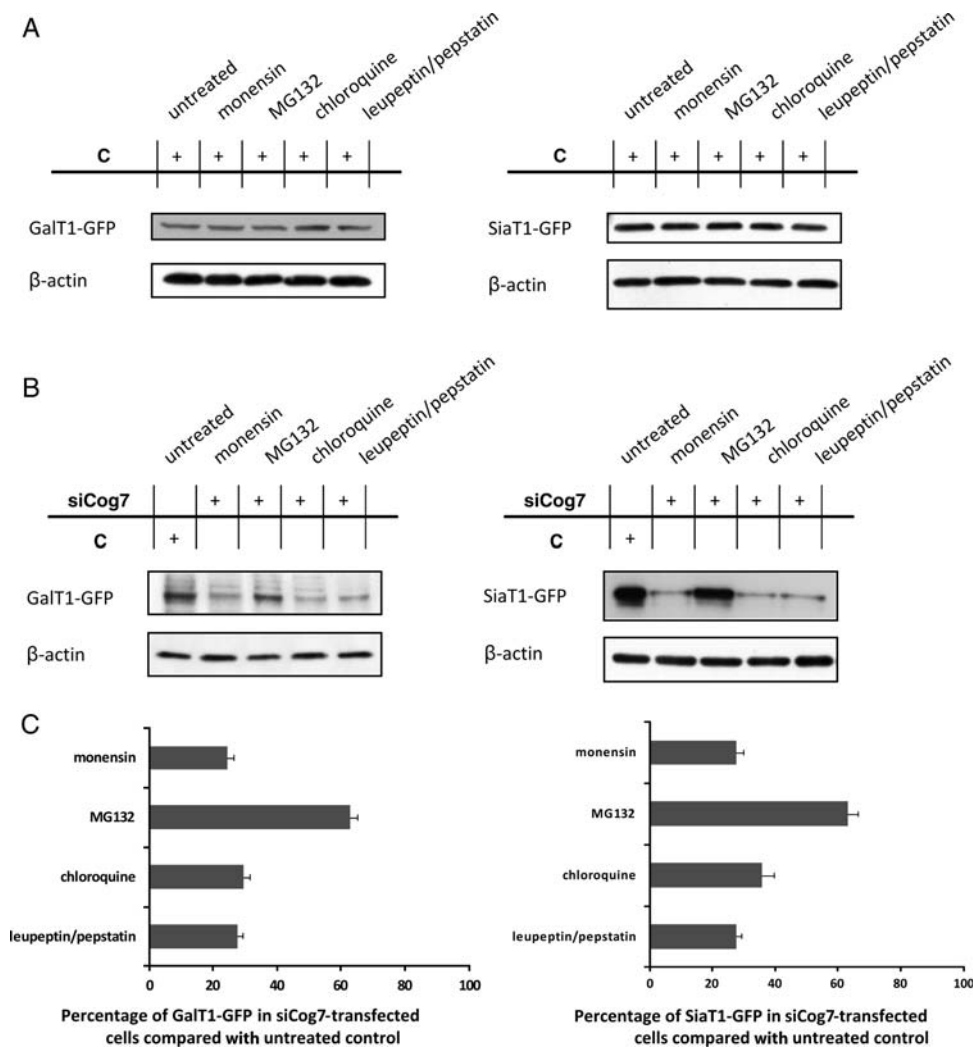 A
untreated
monensin
MG132
chloroquine
leupeptin/pepstatin
C + + + + +
GalT1-GFP
β-actin
untreated
monensin
MG132
chloroquine
leupeptin/pepstatin
C + + + + +
SiaT1-GFP
β-actin
B
untreated
monensin
MG132
chloroquine
leupeptin/pepstatin
siCog7 + + + +
C +
GalT1-GFP
β-actin
untreated
monensin
MG132
chloroquine
leupeptin/pepstatin
siCog7 + + + +
C +
SiaT1-GFP
β-actin
C
monensin
MG132
chloroquine
leupeptin/pepstatin
0 20 40 60 80 100
Percentage of GalT1-GFP in siCog7-transfected
cells compared with untreated control
monensin
MG132
chloroquine
leupeptin/pepstatin
0 20 40 60 80 100
Percentage of SiaT1-GFP in siCog7-transfected
cells compared with untreated control